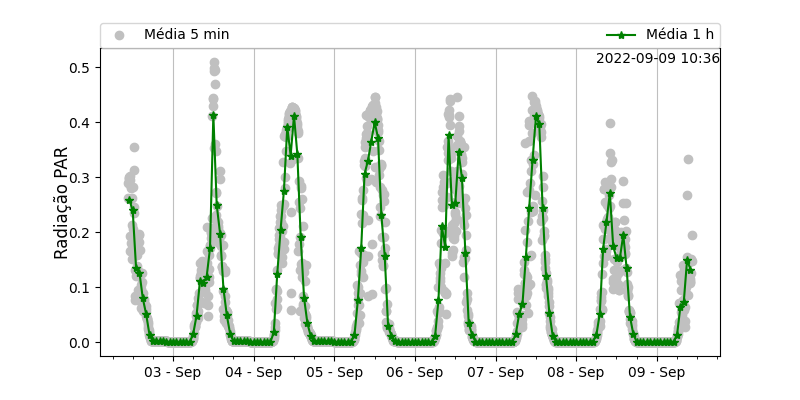 Média 5 min
Média 1 h
2022-09-09 10:36
Radiação PAR
0.5
0.4
0.3
0.2
0.1
0.0
03 - Sep
04 - Sep
05 - Sep
06 - Sep
07 - Sep
08 - Sep
09 - Sep